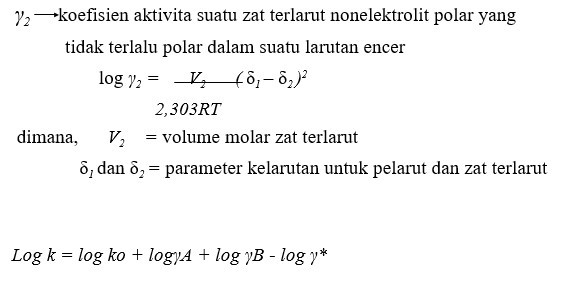 γ₂ → koefisien aktivita suatu zat terlarut nonelektrolit polar yang
tidak terlalu polar dalam suatu larutan encer
log γ₂ = V₂ (δ₁ – δ₂)²
2,303RT
dimana, V₂ = volume molar zat terlarut
δ₁ dan δ₂ = parameter kelarutan untuk pelarut dan zat terlarut
Log k = log ko + logγA + log γB - log γ*